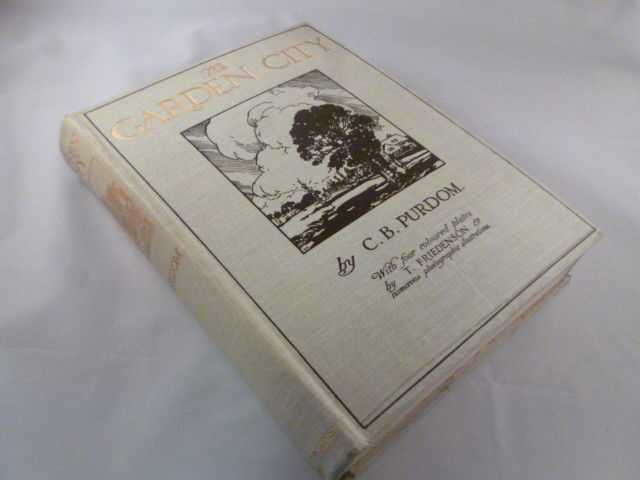 THE
GARDEN CITY
by C. B. PURDOM.
With four coloured plates
by T. FRIEDENSON &
numerous photographic illustrations